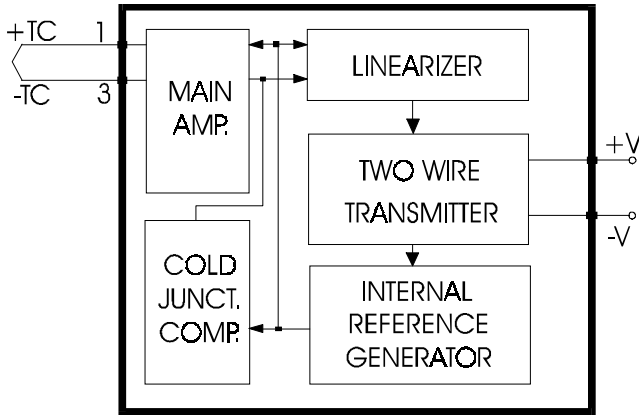 +TC 1
-TC 3
MAIN
AMP.
LINEARIZER
TWO WIRE
TRANSMITTER
+V
-V
COLD
JUNCT.
COMP.
INTERNAL
REFERENCE
GENERATOR